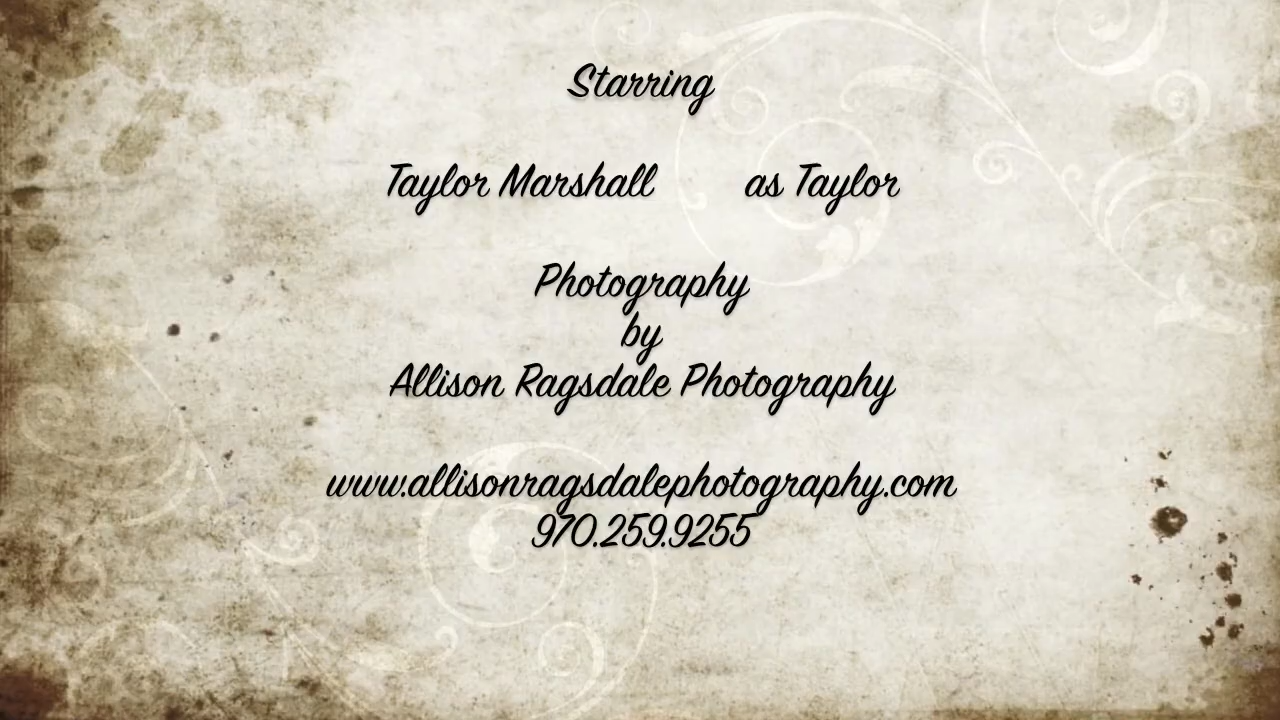 Starring
Taylor Marshall as Taylor
Photography
by
Allison Ragsdale Photography
www.allisonragsdalephotography.com
970.259.9255